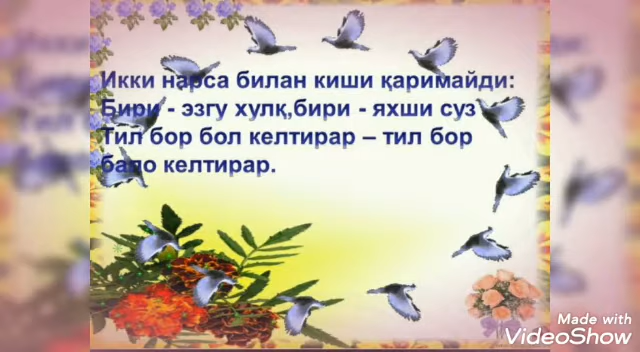 Икки нарса билан киши қаримайди:
Бири - эзгу хулқ,бири - яхши суз
Тил бор бол келтирар – тил бор
бало келтирар.
Made with
VideoShow